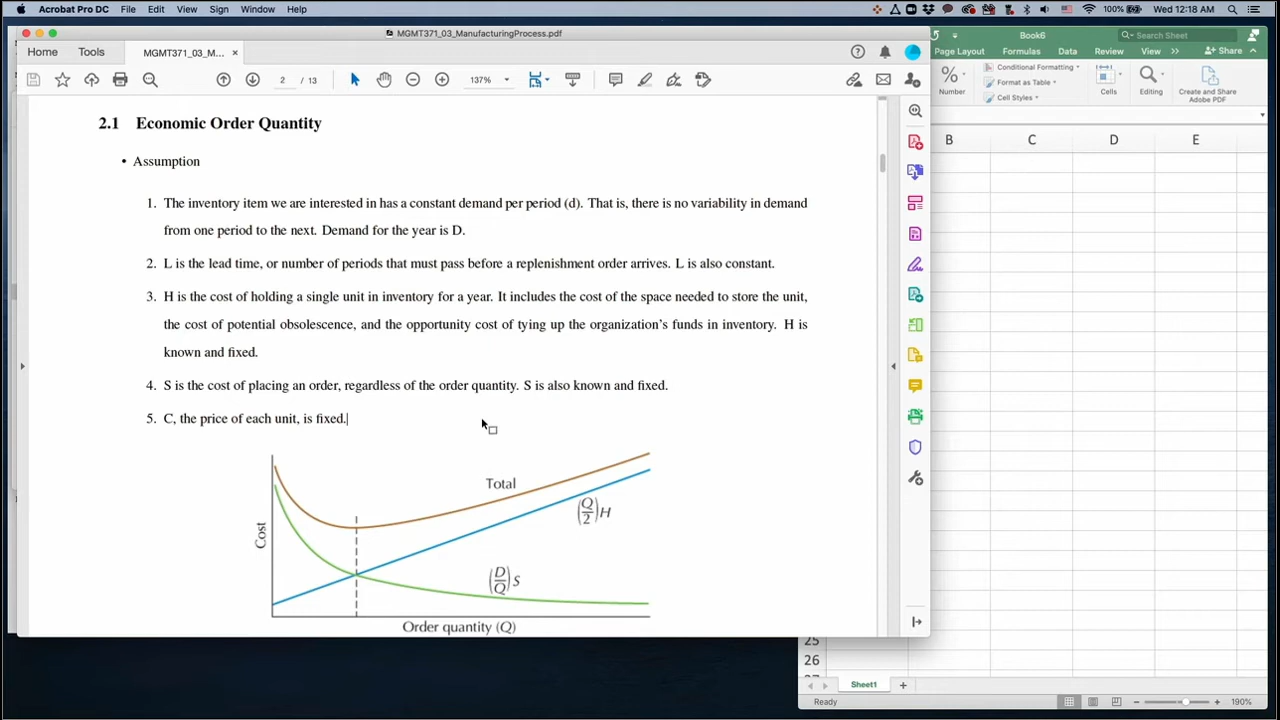 Acrobat Pro DC File Edit View Sign Window Help 100% Wed 12:18 AM
MGMT371_03_ManufacturingProcess.pdf
Book6
Search Sheet
Home Tools MGMT371_03_M... ×
Page Layout Formulas Data Review View >> Share
/ 13 137%
Number
Conditional Formatting
Format as Table
Cell Styles
Cells
Editing
Create and Share
Adobe PDF
B C D E
2.1 Economic Order Quantity
• Assumption
1. The inventory item we are interested in has a constant demand per period (d). That is, there is no variability in demand
from one period to the next. Demand for the year is D.
2. L is the lead time, or number of periods that must pass before a replenishment order arrives. L is also constant.
3. H is the cost of holding a single unit in inventory for a year. It includes the cost of the space needed to store the unit,
the cost of potential obsolescence, and the opportunity cost of tying up the organization's funds in inventory. H is
known and fixed.
4. S is the cost of placing an order, regardless of the order quantity. S is also known and fixed.
5. C, the price of each unit, is fixed.
Total
(Q/2)H
Cost
(D/Q)S
Order quantity (Q)
25
26
Sheet1 +
Ready 190%